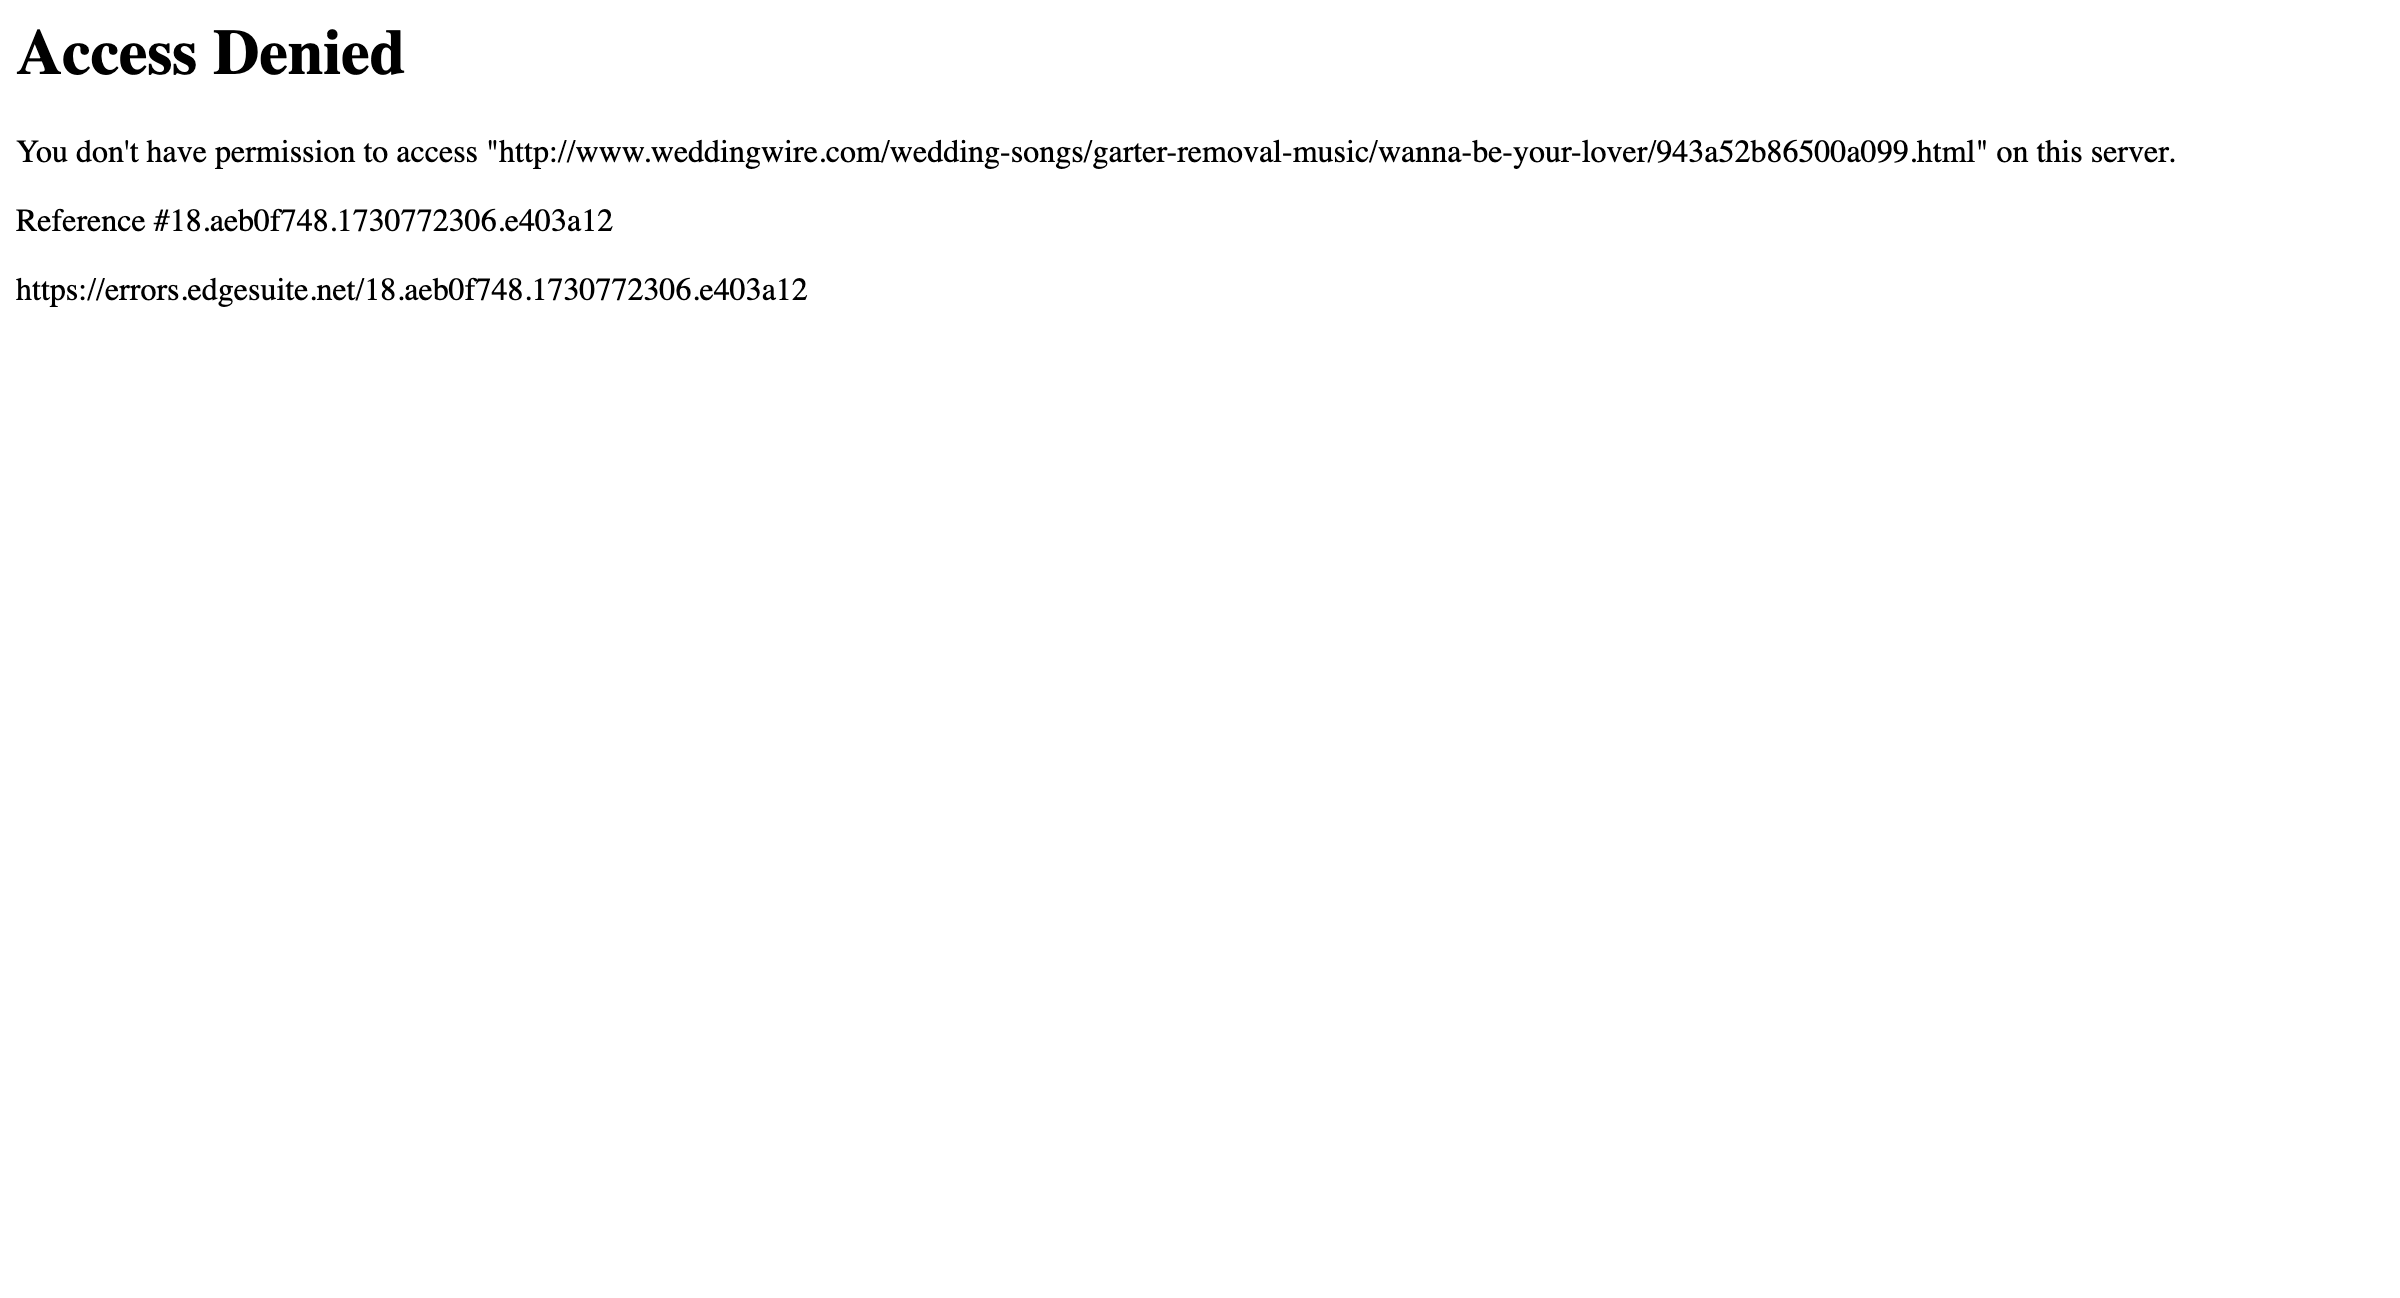 Access Denied
You don't have permission to access "http://www.weddingwire.com/wedding-songs/garter-removal-music/wanna-be-your-lover/943a52b86500a099.html" on this server.
Reference #18.aeb0f748.1730772306.e403a12
https://errors.edgesuite.net/18.aeb0f748.1730772306.e403a12